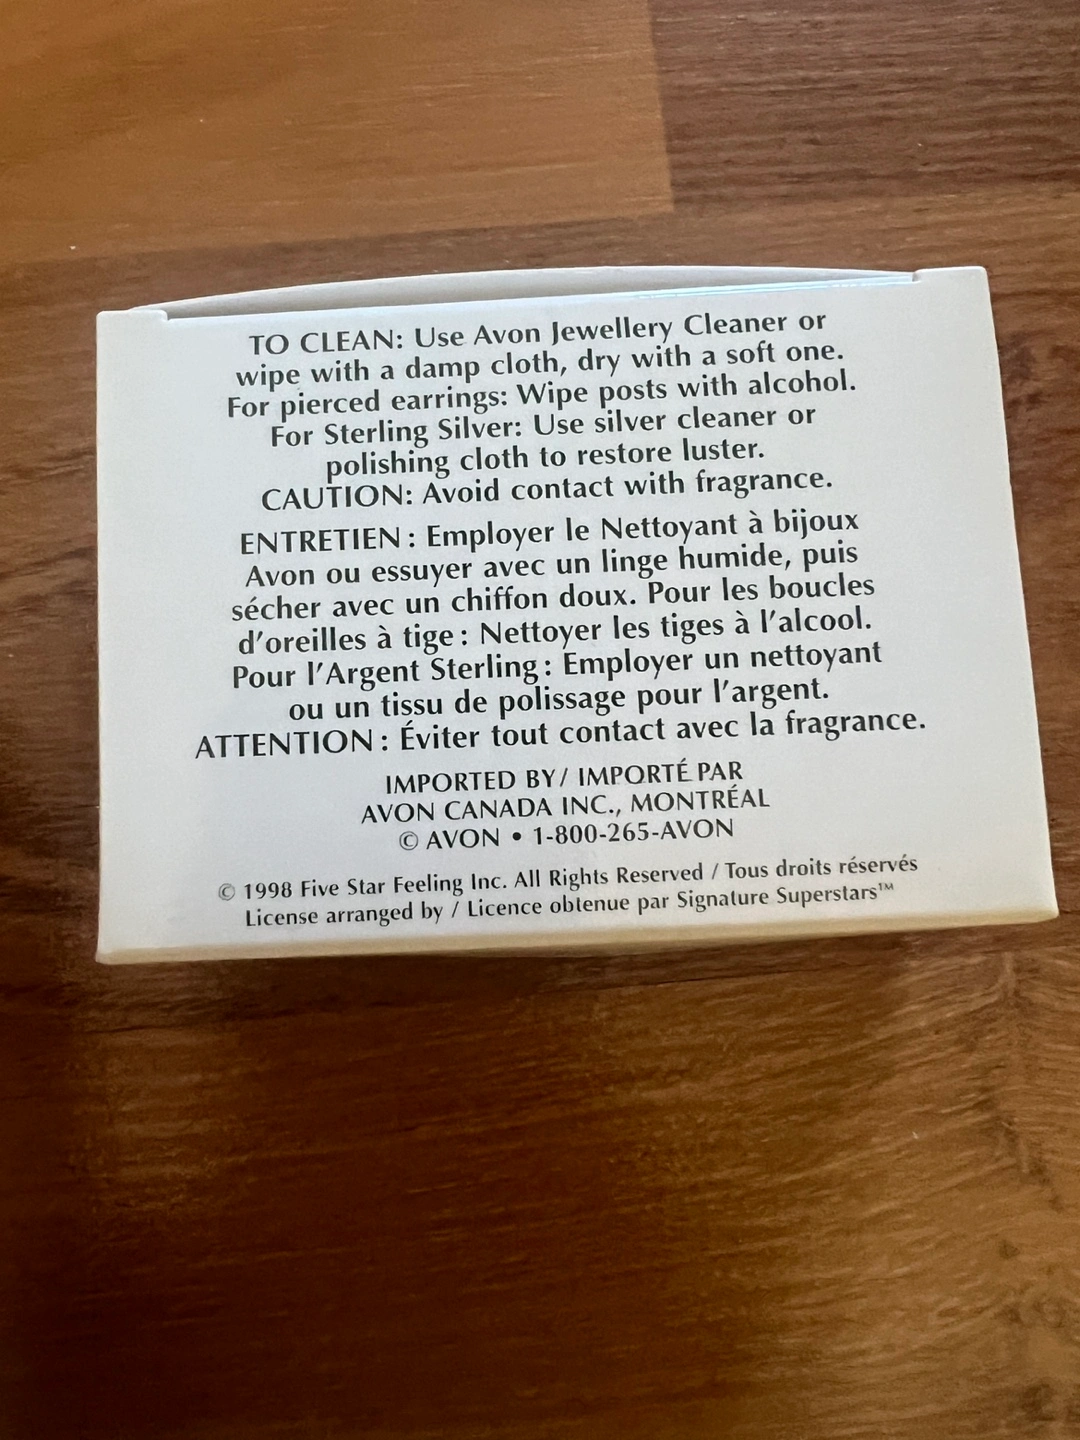 TO CLEAN: Use Avon Jewellery Cleaner or
wipe with a damp cloth, dry with a soft one.
For pierced earrings: Wipe posts with alcohol.
For Sterling Silver: Use silver cleaner or
polishing cloth to restore luster.
CAUTION: Avoid contact with fragrance.
ENTRETIEN : Employer le Nettoyant à bijoux
Avon ou essuyer avec un linge humide, puis
sécher avec un chiffon doux. Pour les boucles
d'oreilles à tige : Nettoyer les tiges à l'alcool.
Pour l'Argent Sterling : Employer un nettoyant
ou un tissu de polissage pour l'argent.
ATTENTION : Éviter tout contact avec la fragrance.
IMPORTED BY / IMPORTÉ PAR
AVON CANADA INC., MONTRÉAL
© AVON • 1-800-265-AVON
© 1998 Five Star Feeling Inc. All Rights Reserved / Tous droits réservés
License arranged by / Licence obtenue par Signature Superstars™